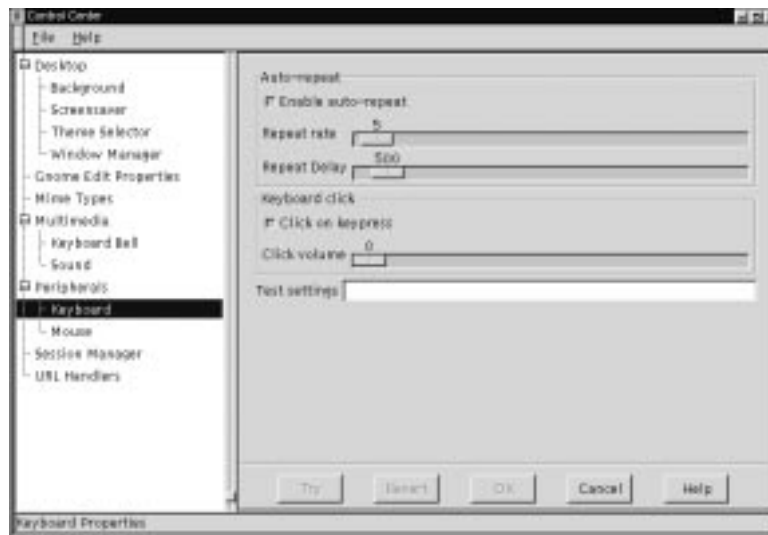 Control Center
File Help
Desktop
Background
Screensaver
Theme Selector
Window Manager
Gnome Edit Properties
Mime Types
Multimedia
Keyboard Bell
Sound
Peripherals
Keyboard
Mouse
Session Manager
URL Handlers
Auto-repeat
Enable auto-repeat
Repeat rate 5
Repeat Delay 500
Keyboard click
Click on keypress
Click volume 0
Test settings
Try Revert OK Cancel Help
Keyboard Properties